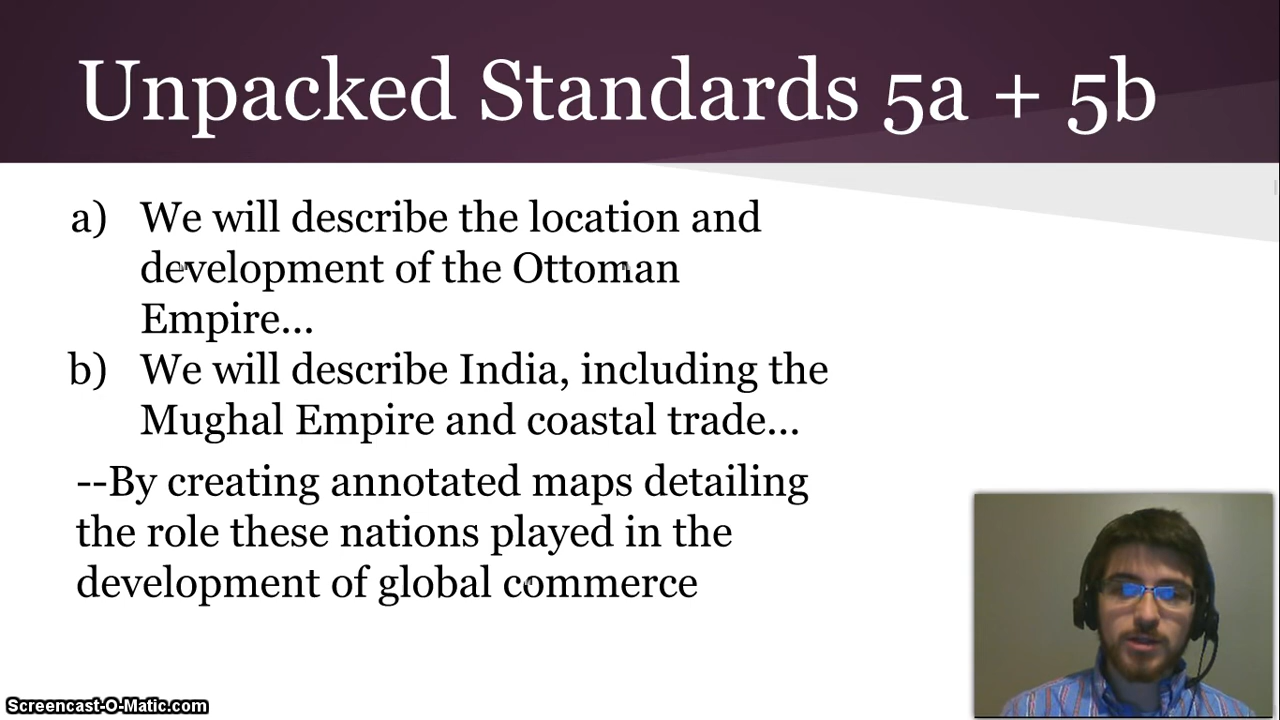 Unpacked Standards 5a + 5b
a) We will describe the location and
development of the Ottoman
Empire...
b) We will describe India, including the
Mughal Empire and coastal trade...
--By creating annotated maps detailing
the role these nations played in the
development of global commerce
Screencast-O-Matic.com